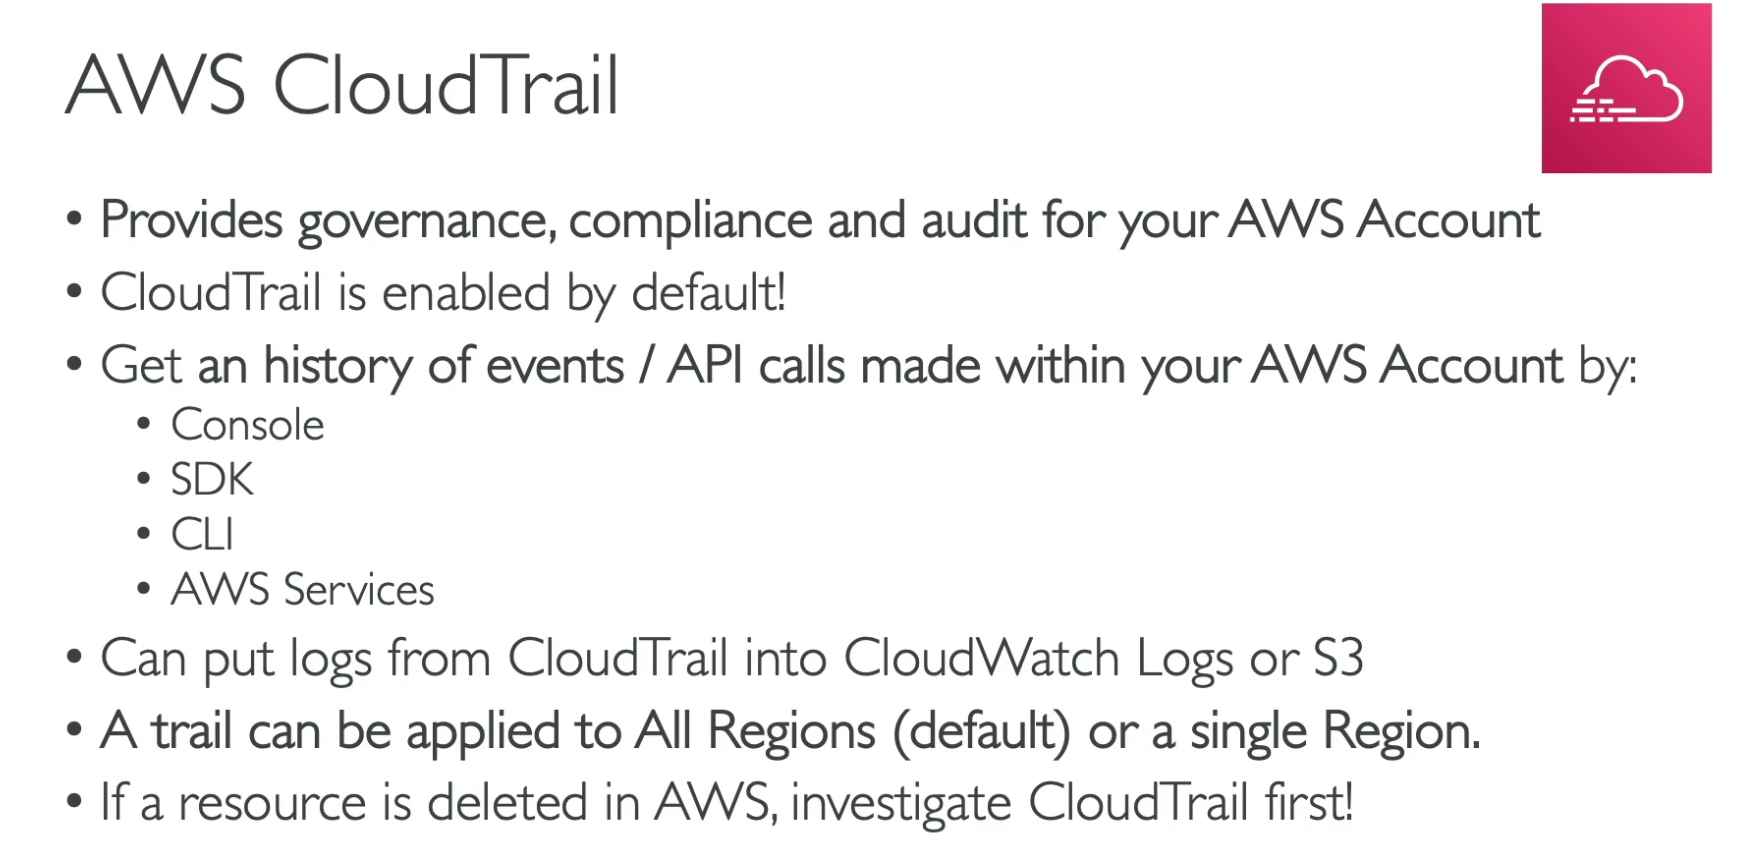 AWS CloudTrail
• Provides governance, compliance and audit for your AWS Account
• CloudTrail is enabled by default!
• Get an history of events / API calls made within your AWS Account by:
• Console
• SDK
• CLI
• AWS Services
• Can put logs from CloudTrail into CloudWatch Logs or S3
• A trail can be applied to All Regions (default) or a single Region.
• If a resource is deleted in AWS, investigate CloudTrail first!